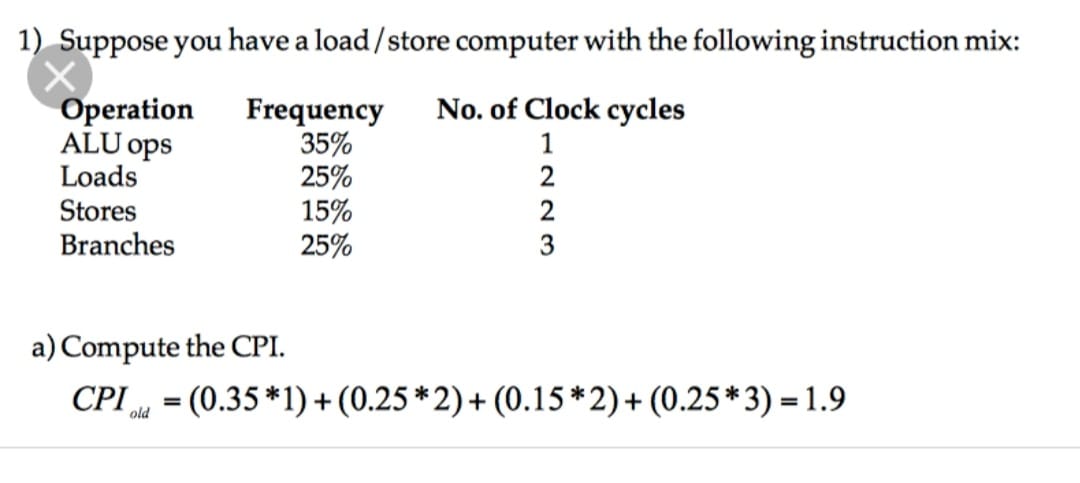 1) Suppose you have a load/store computer with the following instruction mix:
Operation Frequency No. of Clock cycles
ALU ops 35% 1
Loads 25% 2
Stores 15% 2
Branches 25% 3
a) Compute the CPI.
CPI old = (0.35*1)+(0.25*2)+(0.15*2)+(0.25*3)=1.9